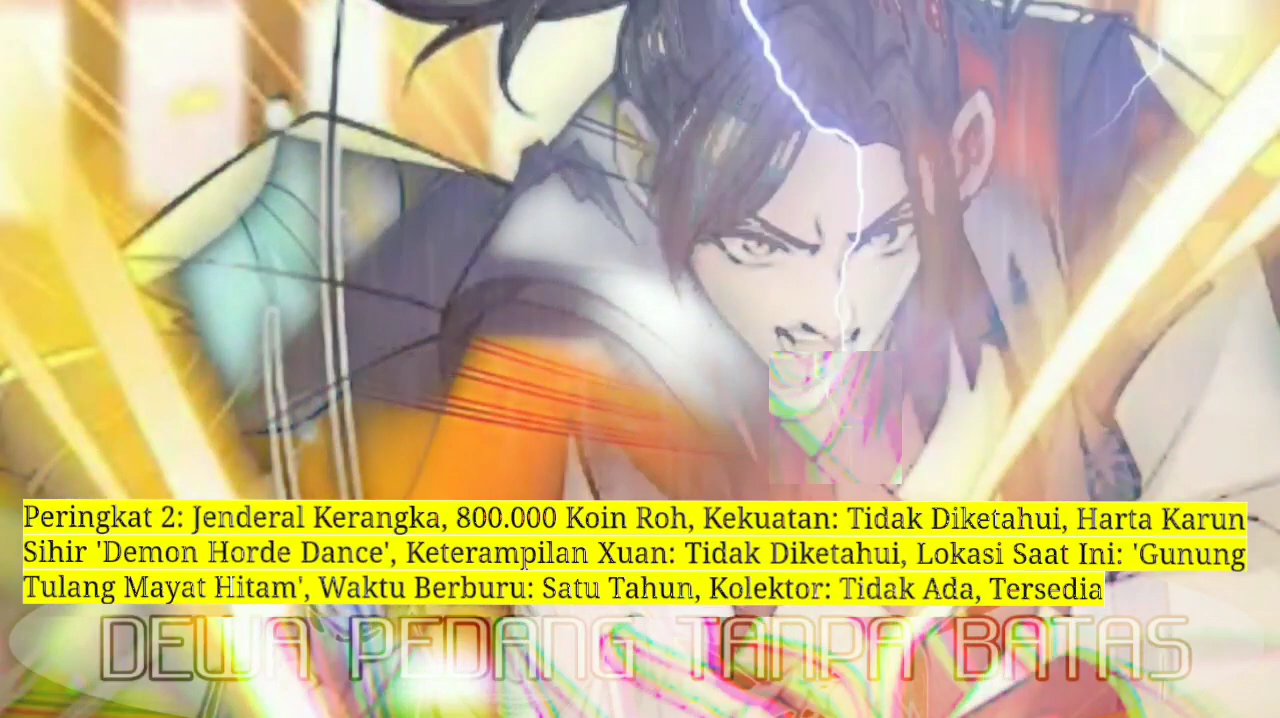 Peringkat 2: Jenderal Kerangka, 800.000 Koin Roh, Kekuatan: Tidak Diketahui, Harta Karun
Sihir 'Demon Horde Dance', Keterampilan Xuan: Tidak Diketahui, Lokasi Saat Ini: 'Gunung
Tulang Mayat Hitam', Waktu Berburu: Satu Tahun, Kolektor: Tidak Ada, Tersedia
DEWA PEDANG TANPA BATAS